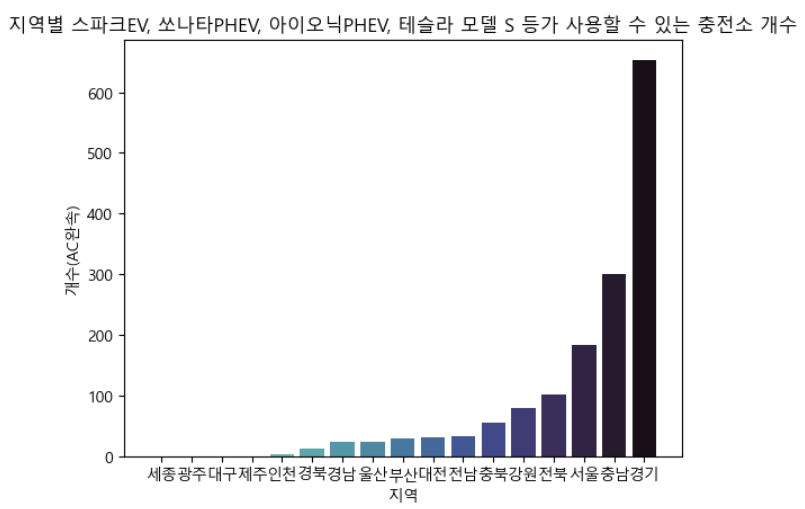 지역별 스파크EV, 쏘나타PHEV, 아이오닉PHEV, 테슬라 모델 S 등가 사용할 수 있는 충전소 개수
600
500
400
300
200
100
0
개수(AC완속)
세종 광주 대구 제주 인천 경북 경남 울산 부산 대전 전남 충북 강원 전북 서울 충남 경기
지역